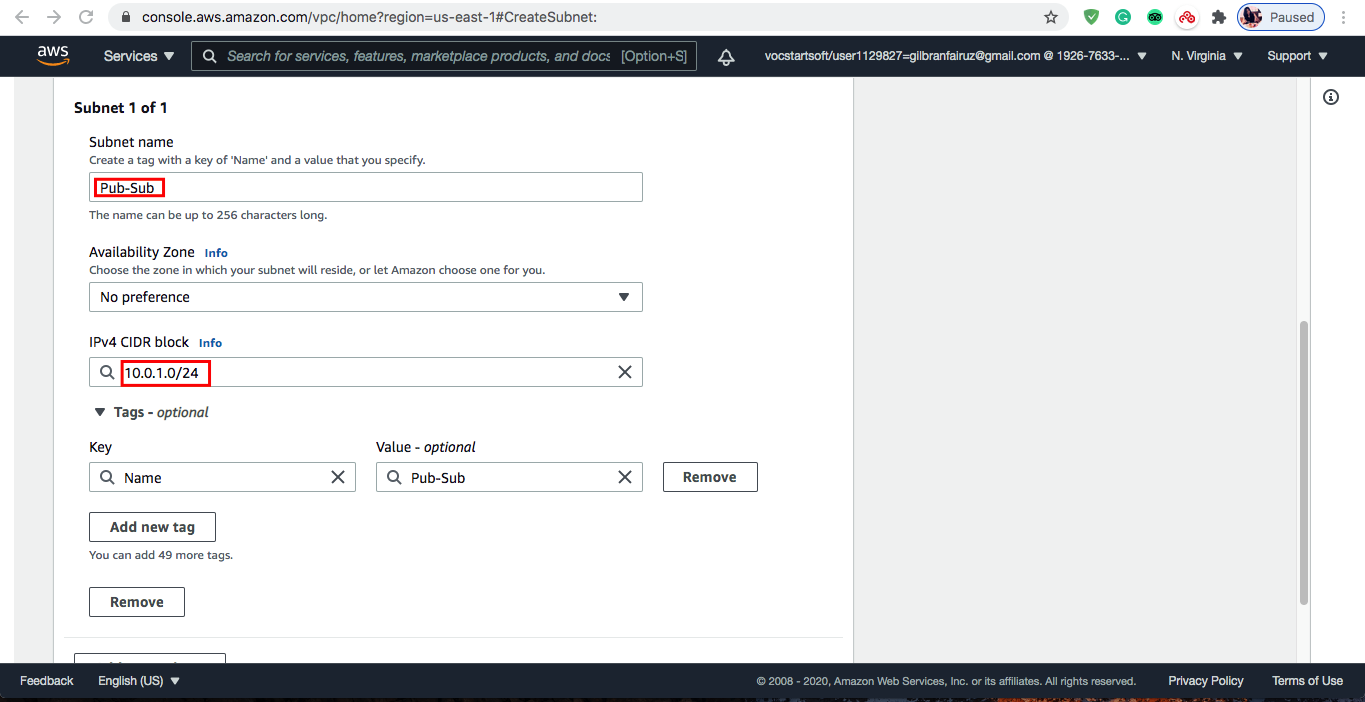 console.aws.amazon.com/vpc/home?region=us-east-1#CreateSubnet:
Paused
aws
Services
Search for services, features, marketplace products, and docs [Option+S]
vocstartsoft/user1129827=gilbranfairuz@gmail.com @ 1926-7633-...
N. Virginia
Support
Subnet 1 of 1
Subnet name
Create a tag with a key of 'Name' and a value that you specify.
Pub-Sub
The name can be up to 256 characters long.
Availability Zone Info
Choose the zone in which your subnet will reside, or let Amazon choose one for you.
No preference
IPv4 CIDR block Info
10.0.1.0/24
Tags - optional
Key Value - optional
Name Pub-Sub Remove
Add new tag
You can add 49 more tags.
Remove
Feedback English (US) © 2008 - 2020, Amazon Web Services, Inc. or its affiliates. All rights reserved. Privacy Policy Terms of Use